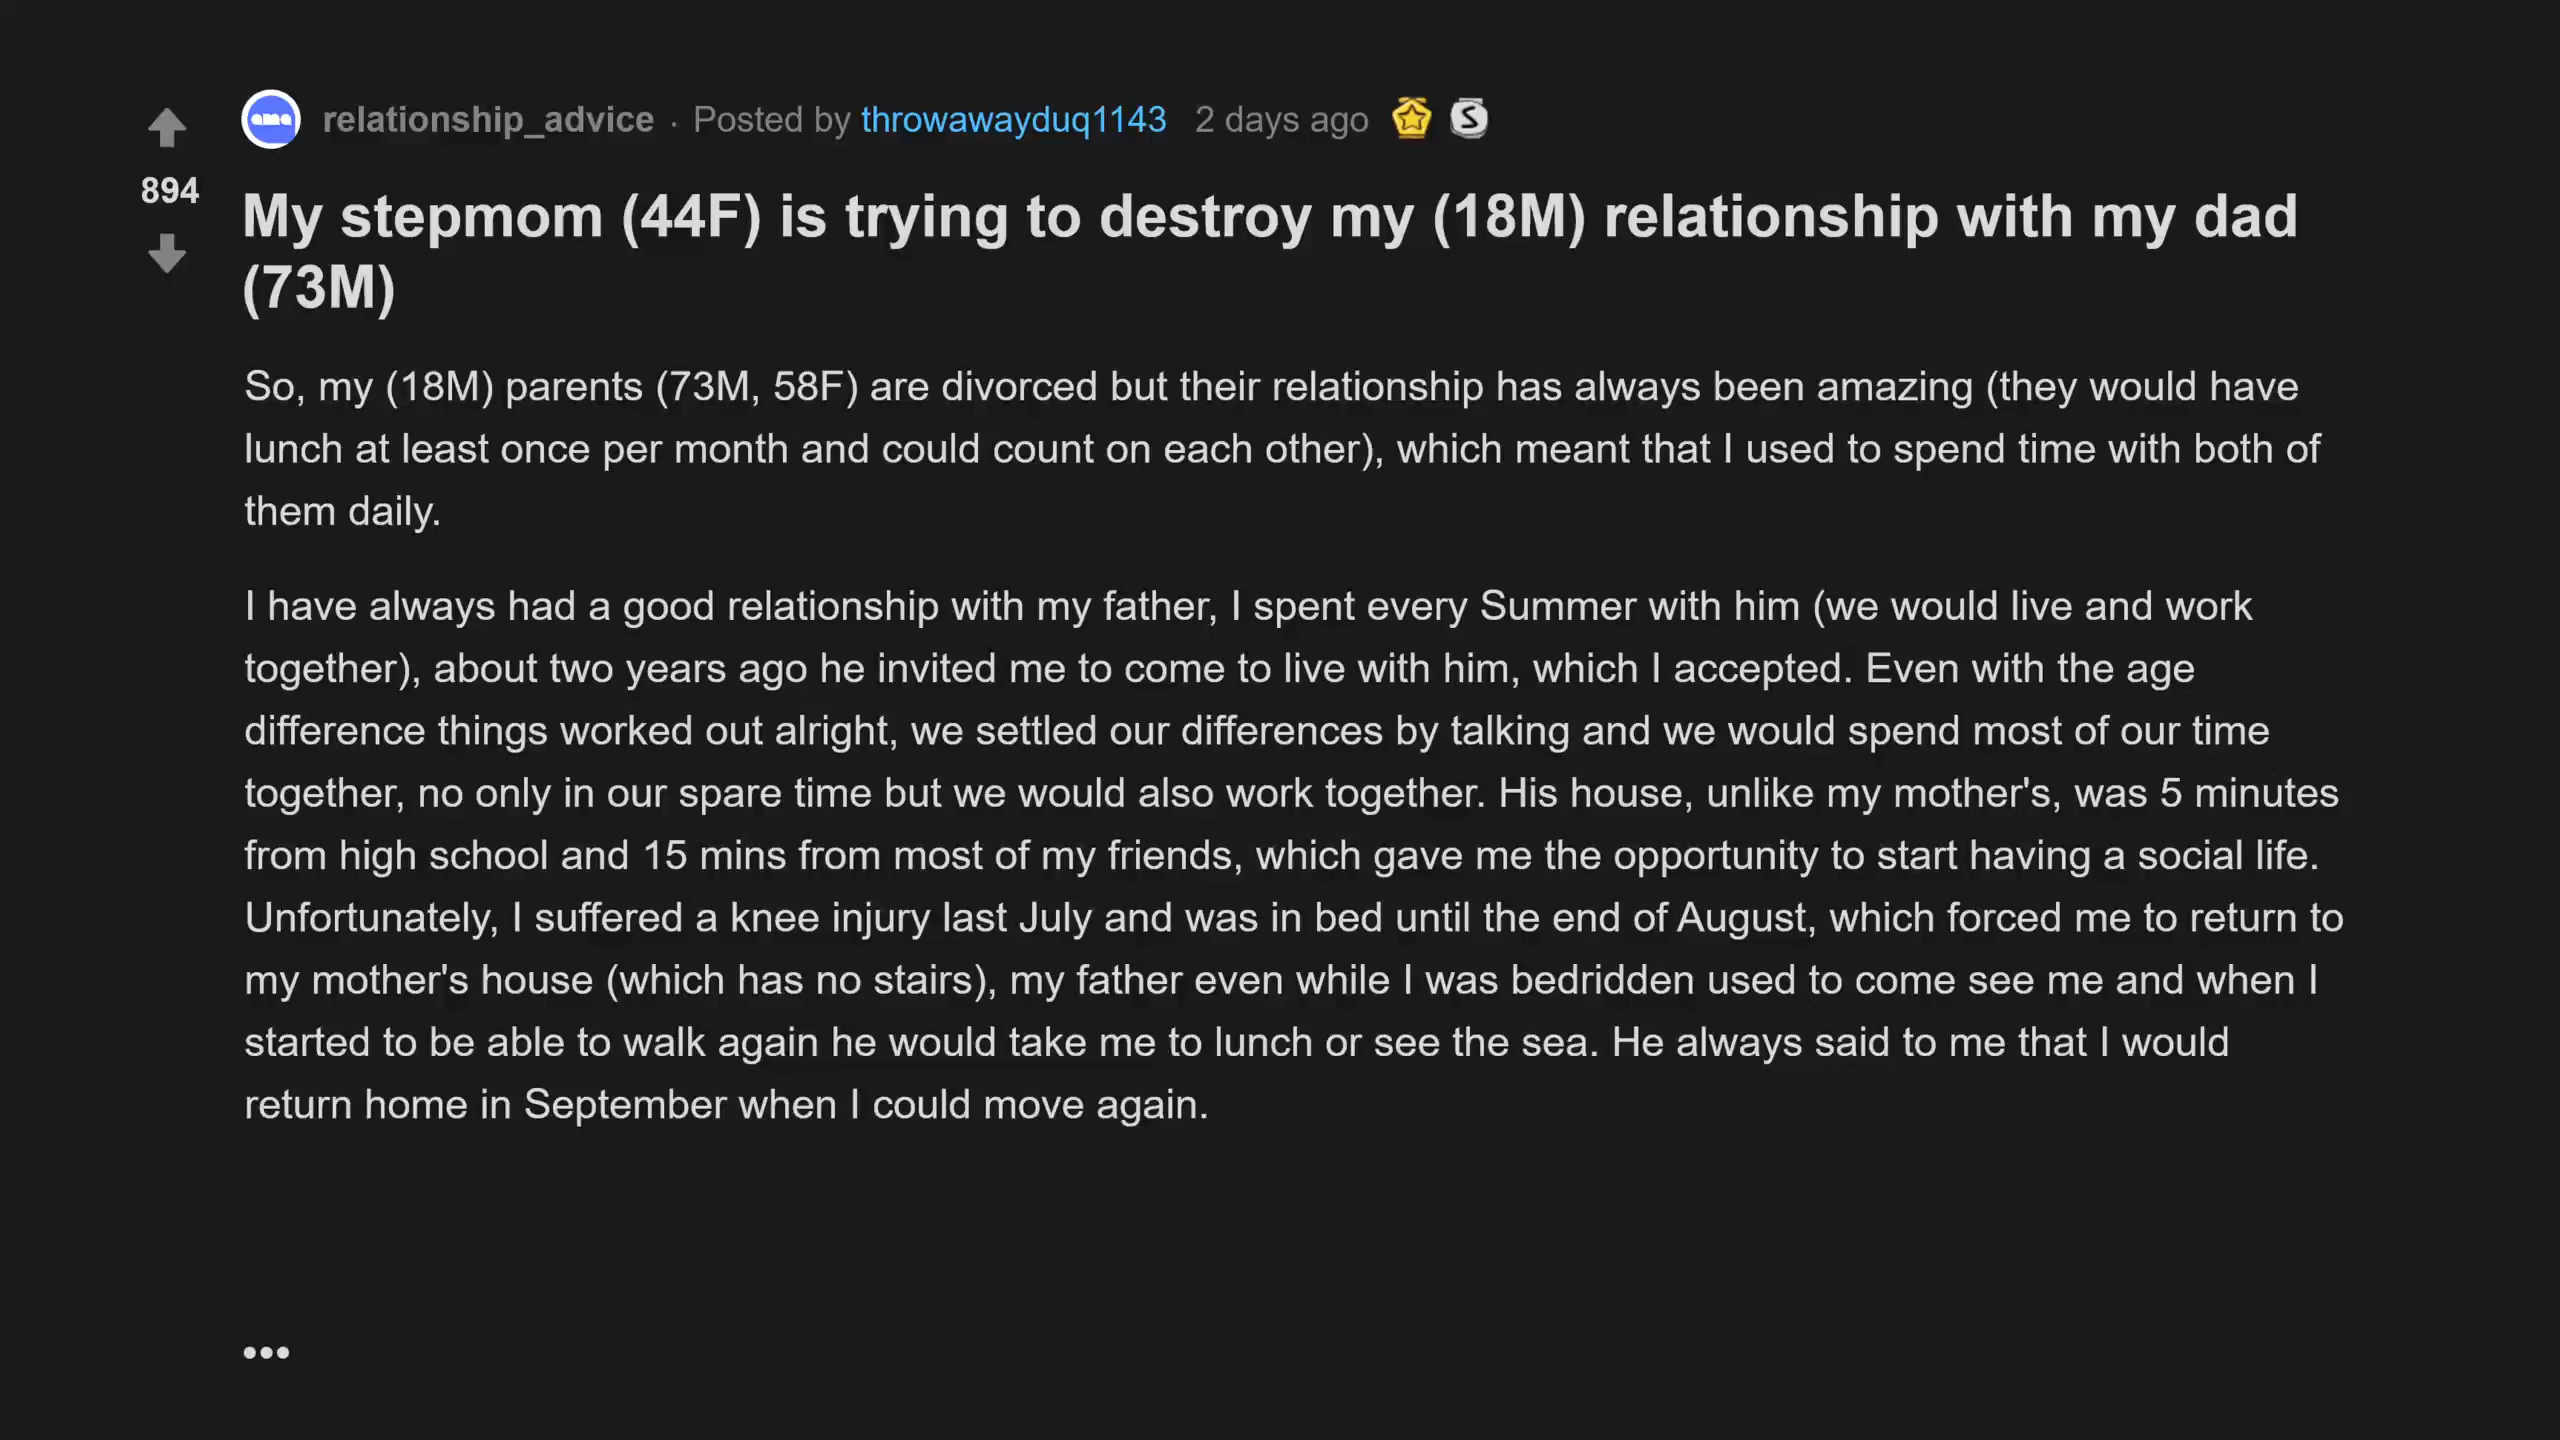 relationship_advice · Posted by throwawayduq1143 2 days ago
894
My stepmom (44F) is trying to destroy my (18M) relationship with my dad
(73M)
So, my (18M) parents (73M, 58F) are divorced but their relationship has always been amazing (they would have
lunch at least once per month and could count on each other), which meant that I used to spend time with both of
them daily.
I have always had a good relationship with my father, I spent every Summer with him (we would live and work
together), about two years ago he invited me to come to live with him, which I accepted. Even with the age
difference things worked out alright, we settled our differences by talking and we would spend most of our time
together, no only in our spare time but we would also work together. His house, unlike my mother's, was 5 minutes
from high school and 15 mins from most of my friends, which gave me the opportunity to start having a social life.
Unfortunately, I suffered a knee injury last July and was in bed until the end of August, which forced me to return to
my mother's house (which has no stairs), my father even while I was bedridden used to come see me and when I
started to be able to walk again he would take me to lunch or see the sea. He always said to me that I would
return home in September when I could move again.
•••